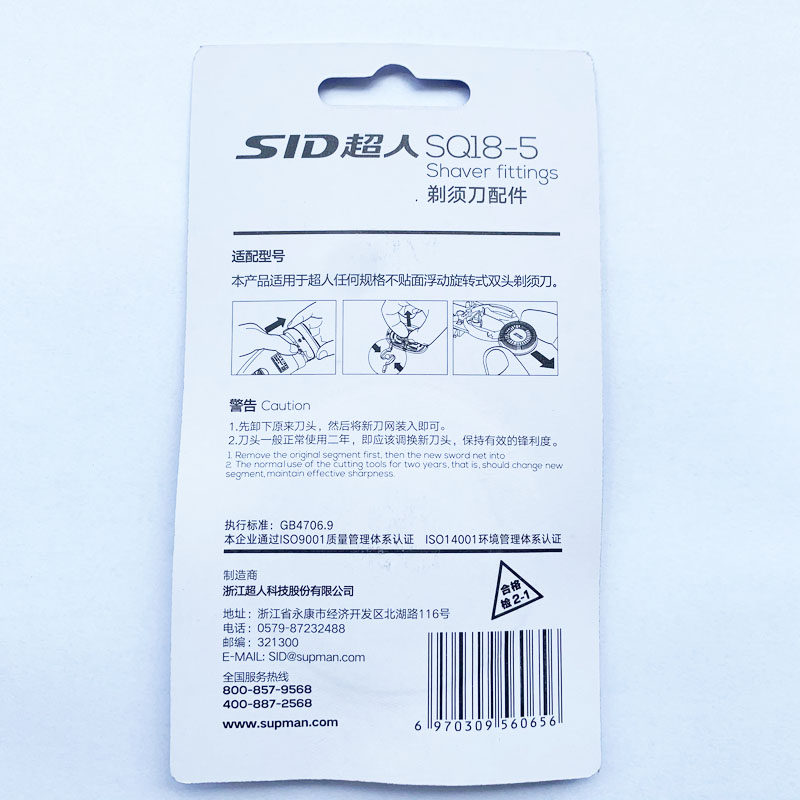 SID超人 SQ18-5
Shaver fittings
剃须刀配件
适配型号
本产品适用于超人任何规格不贴面浮动旋转式双头剃须刀。
警告 Caution
1.先卸下原来刀头，然后将新刀网装入即可。
2.刀头一般正常使用二年，即应该调换新刀头，保持有效的锋利度。
1. Remove the original segment first, then the new sword net into
2. The normal use of the cutting tools for two years, that is, should change new
segment, maintain effective sharpness.
执行标准：GB4706.9
本企业通过ISO9001质量管理体系认证 ISO14001环境管理体系认证
制造商
浙江超人科技股份有限公司
地址：浙江省永康市经济开发区北湖路116号
电话：0579-87232488
邮编：321300
E-MAIL: SID@supman.com
全国服务热线
800-857-9568
400-887-2568
www.supman.com
合格
检2-1
6 970309 560656